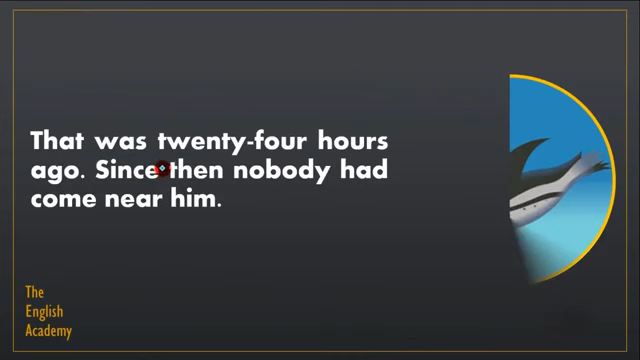 That was twenty-four hours
ago. Since then nobody had
come near him.
The
English
Academy